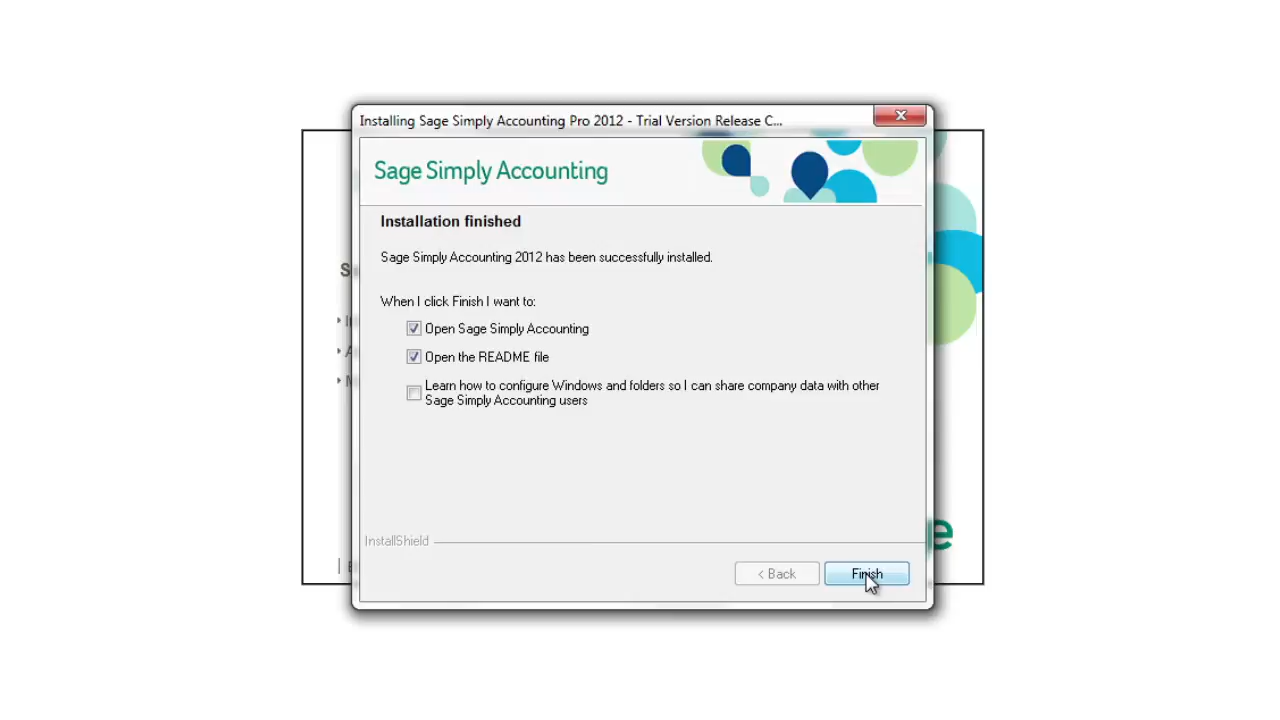 Installing Sage Simply Accounting Pro 2012 - Trial Version Release C...
Sage Simply Accounting
Installation finished
Sage Simply Accounting 2012 has been successfully installed.
When I click Finish I want to:
Open Sage Simply Accounting
Open the README file
Learn how to configure Windows and folders so I can share company data with other
Sage Simply Accounting users
InstallShield
< Back
Finish